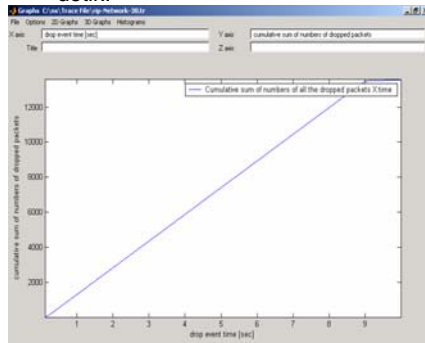 Graphs C:\ns\Trace File\rip-Network-30.tr
File Options 2D Graphs 3D Graphs Histograms
X axis drop event time [sec] Y axis cumulative sum of numbers of dropped packets
Title Z axis
Cumulative sum of numbers of all the dropped packets X time
cumulative sum of numbers of dropped packets
12000
10000
8000
6000
4000
2000
1 2 3 4 5 6 7 8 9
drop event time [sec]